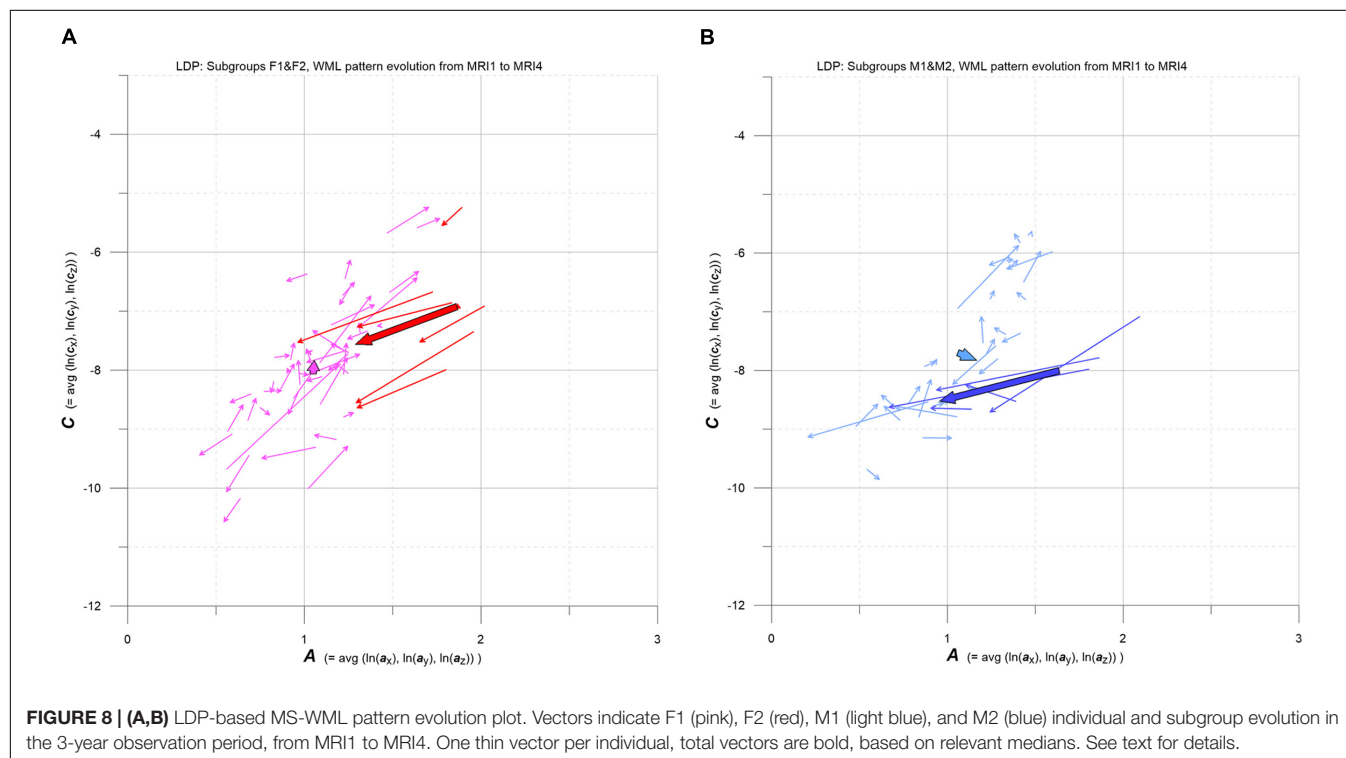 A
LDP: Subgroups F1&F2, WML pattern evolution from MRI1 to MRI4
-4
-6
-8
-10
-12
C (= avg (ln(cx), ln(cy), ln(cz)) )
0
1
2
3
A (= avg (ln(ax), ln(ay), ln(az)) )
B
LDP: Subgroups M1&M2, WML pattern evolution from MRI1 to MRI4
-4
-6
-8
-10
-12
C (= avg (ln(cx), ln(cy), ln(cz)) )
0
1
2
3
A (= avg (ln(ax), ln(ay), ln(az)) )
FIGURE 8 | (A,B) LDP-based MS-WML pattern evolution plot. Vectors indicate F1 (pink), F2 (red), M1 (light blue), and M2 (blue) individual and subgroup evolution in
the 3-year observation period, from MRI1 to MRI4. One thin vector per individual, total vectors are bold, based on relevant medians. See text for details.